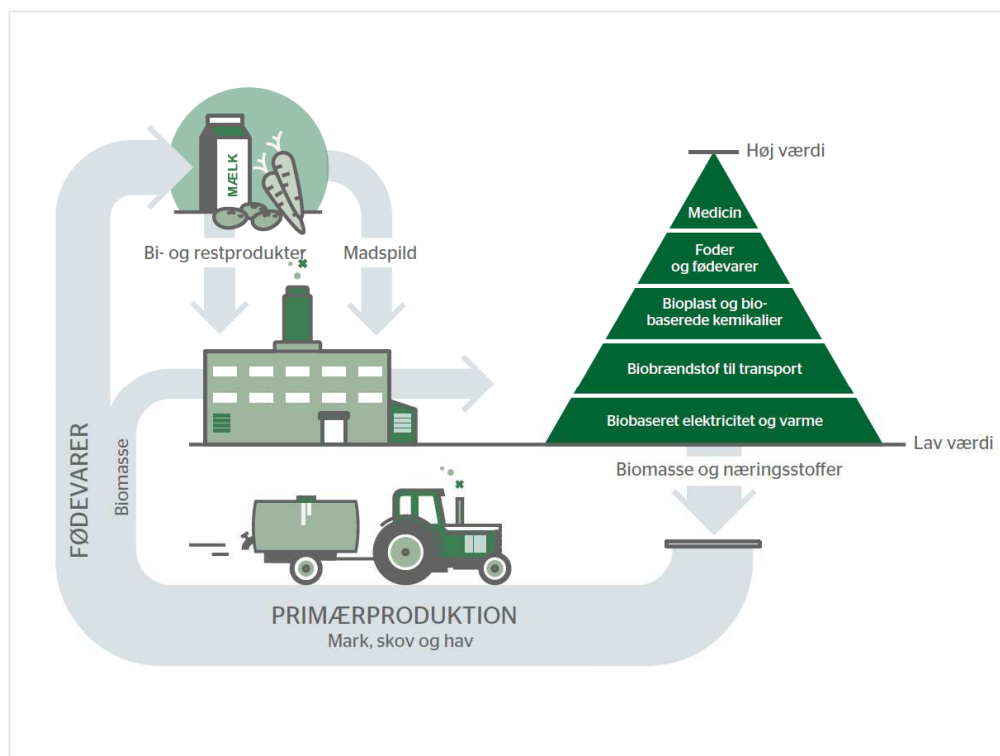 MÆLK
Bi- og restprodukter
Madspild
Høj værdi
Medicin
Foder
og fødevarer
Bioplast og bio-
baserede kemikalier
Biobrændstof til transport
Biobaseret elektricitet og varme
Lav værdi
Biomasse og næringsstoffer
FØDEVARER
Biomasse
PRIMÆRPRODUKTION
Mark, skov og hav